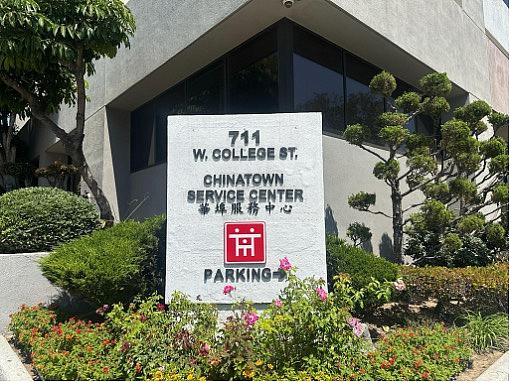 711
W. COLLEGE ST.
CHINATOWN
SERVICE CENTER
華埠服務中心
PARKING→